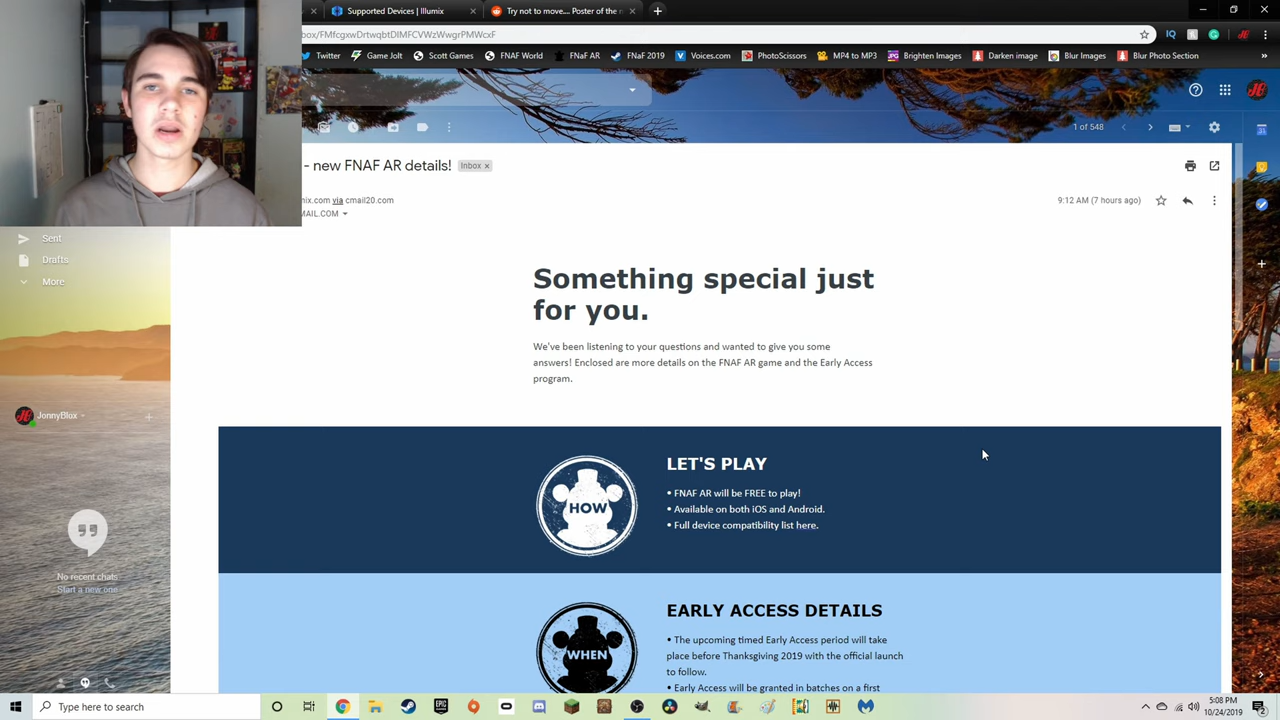 Supported Devices | Illumix
Try not to move.... Poster of the n
box/FMfcgxwDrtwqbtDlMFCVWzWwgrPMWcxF
Twitter
Game Jolt
Scott Games
FNAF World
FNaF AR
FNaF 2019
Voices.com
PhotoScissors
MP4 to MP3
Brighten Images
Darken image
Blur Images
Blur Photo Section
1 of 548
- new FNAF AR details!
Inbox
nix.com via cmail20.com
9:12 AM (7 hours ago)
MAIL.COM
Sent
Drafts
More
Something special just
for you.
We've been listening to your questions and wanted to give you some
answers! Enclosed are more details on the FNAF AR game and the Early Access
program.
JonnyBlox
HOW
LET'S PLAY
• FNAF AR will be FREE to play!
• Available on both iOS and Android.
• Full device compatibility list here.
No recent chats
Start a new one
WHEN
EARLY ACCESS DETAILS
• The upcoming timed Early Access period will take
place before Thanksgiving 2019 with the official launch
to follow.
• Early Access will be granted in batches on a first
Type here to search
EPIC
5:08 PM
10/24/2019